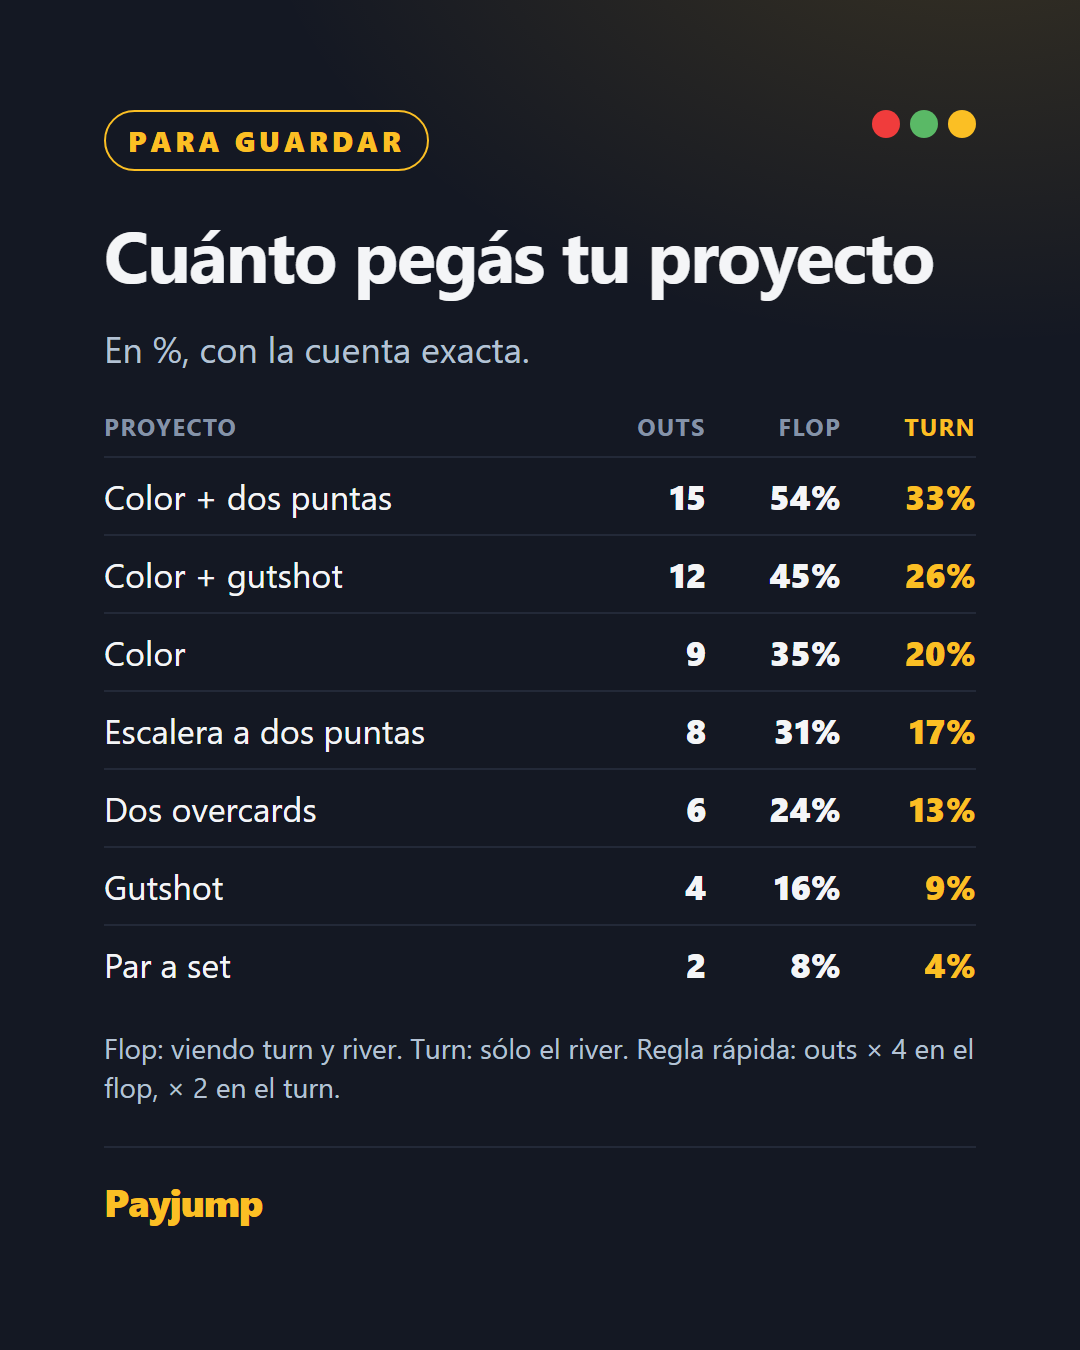 PARA GUARDAR
Cuánto pegás tu proyecto
En %, con la cuenta exacta.
PROYECTO OUTS FLOP TURN
Color + dos puntas 15 54% 33%
Color + gutshot 12 45% 26%
Color 9 35% 20%
Escalera a dos puntas 8 31% 17%
Dos overcards 6 24% 13%
Gutshot 4 16% 9%
Par a set 2 8% 4%
Flop: viendo turn y river. Turn: sólo el river. Regla rápida: outs × 4 en el
flop, × 2 en el turn.
Payjump